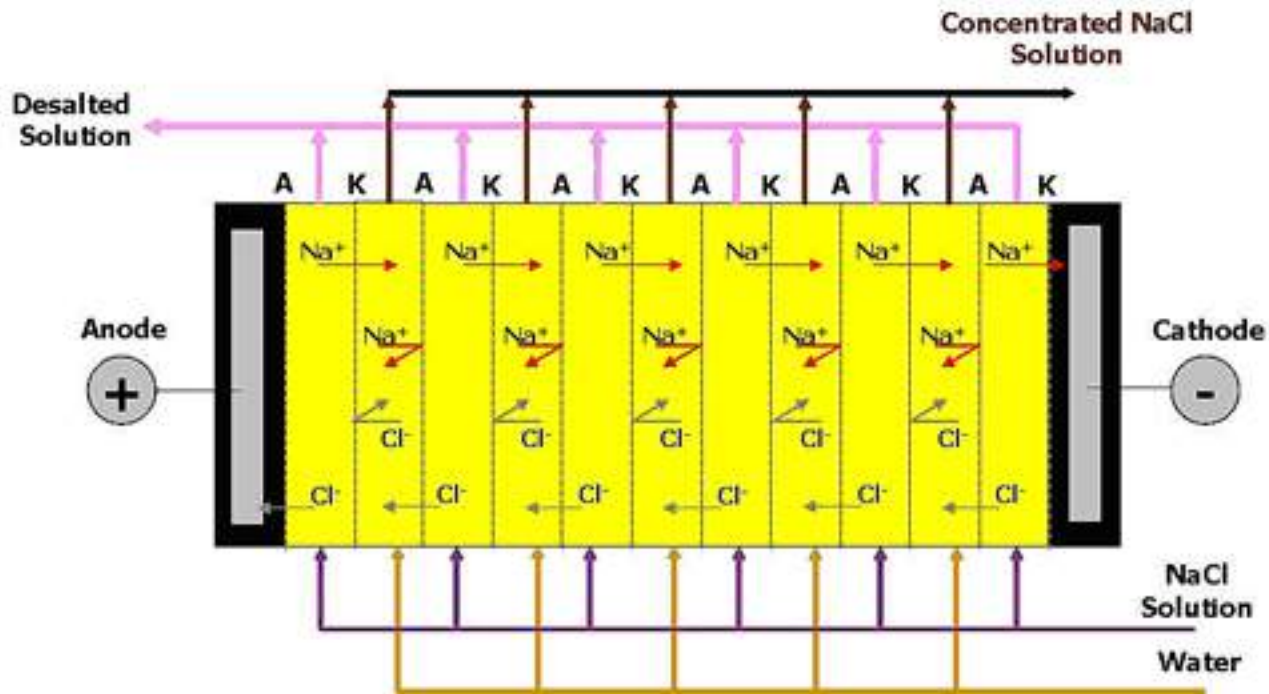 Concentrated NaCl
Solution
Desalted
Solution
A K A K A K A K A K A K
Na⁺ Na⁺ Na⁺ Na⁺ Na⁺ Na⁺
Anode
Na⁺ Na⁺ Na⁺ Na⁺ Na⁺
Cathode
+
-
Cl⁻ Cl⁻ Cl⁻ Cl⁻ Cl⁻
Cl⁻ Cl⁻ Cl⁻ Cl⁻ Cl⁻ Cl⁻
NaCl
Solution
Water